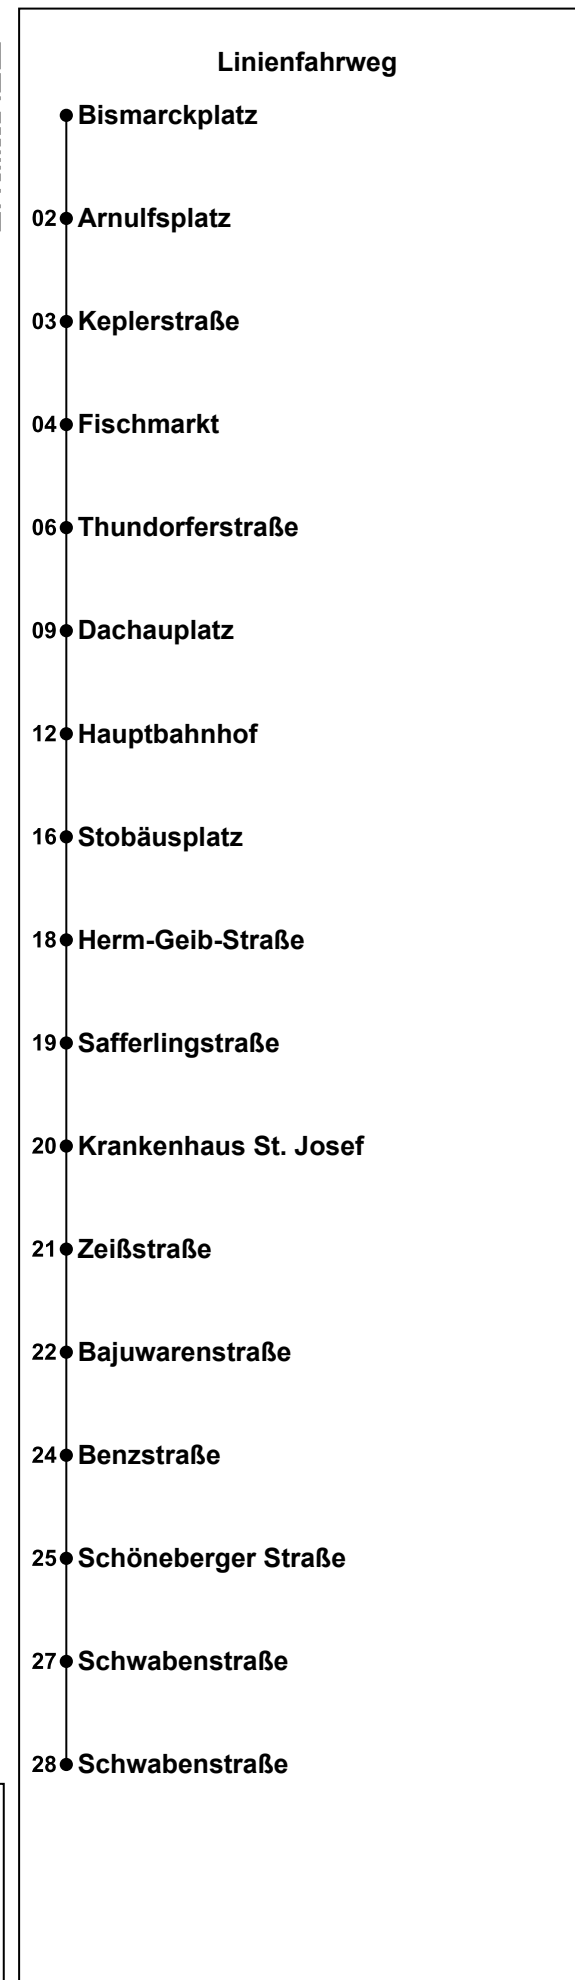 Linienfahrweg
Bismarckplatz
02 Arnulfsplatz
03 Keplerstraße
04 Fischmarkt
06 Thundorferstraße
09 Dachauplatz
12 Hauptbahnhof
16 Stobäusplatz
18 Herm-Geib-Straße
19 Safferlingstraße
20 Krankenhaus St. Josef
21 Zeißstraße
22 Bajuwarenstraße
24 Benzstraße
25 Schöneberger Straße
27 Schwabenstraße
28 Schwabenstraße